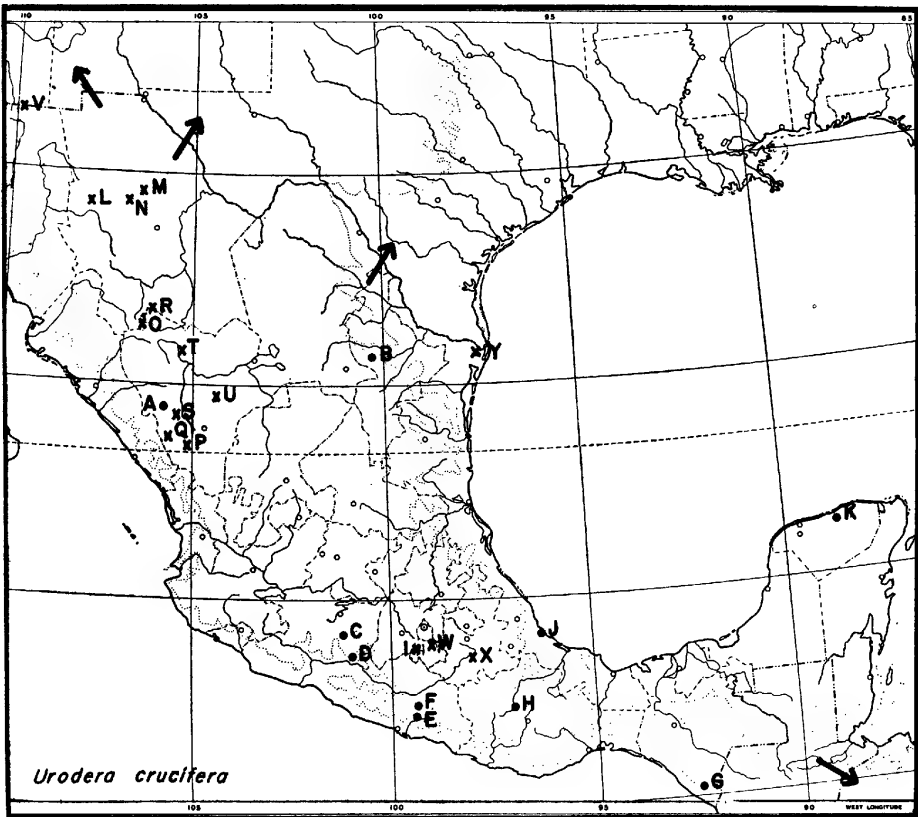 110 105 100 95 90 85
V
M
L
N
R
O
T
B
Y
U
A S
Q
P
K
C
J
I W
D
X
F
H
E
G
Urodera crucifera
105 100 95 90
WEST LONGITUDE